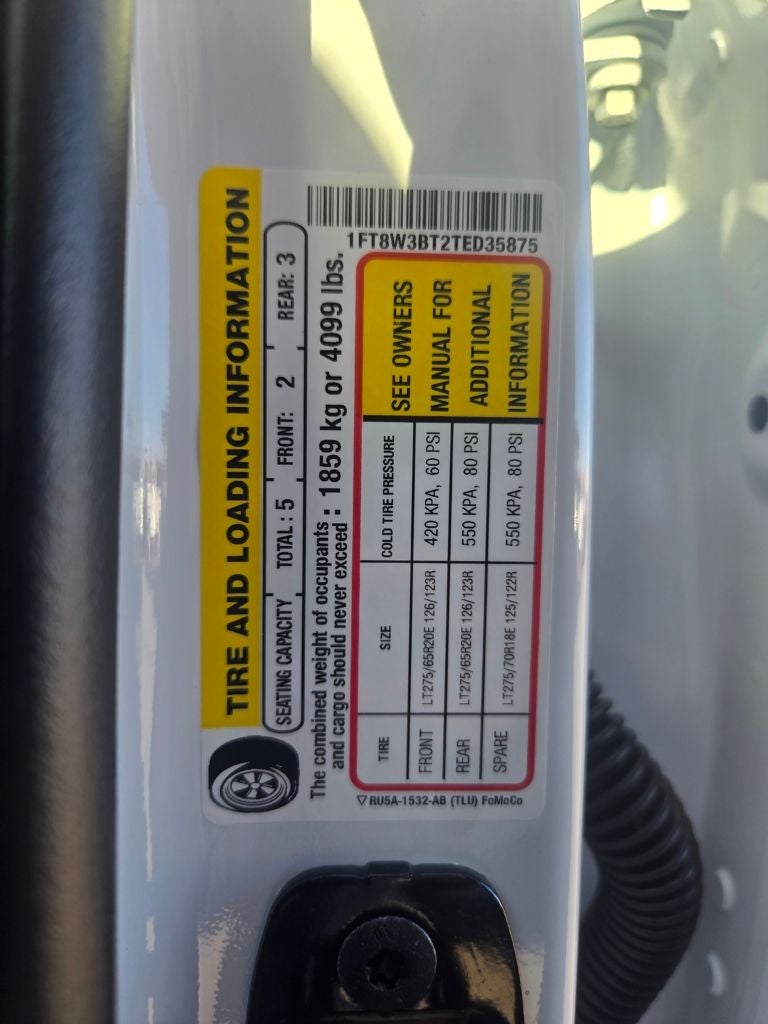 TIRE AND LOADING INFORMATION
SEATING CAPACITY TOTAL: 5 FRONT: 2 REAR: 3
The combined weight of occupants
and cargo should never exceed : 1859 kg or 4099 lbs.
TIRE SIZE COLD TIRE PRESSURE
FRONT LT275/65R20E 126/123R 420 KPA, 60 PSI
REAR LT275/65R20E 126/123R 550 KPA, 80 PSI
SPARE LT275/70R18E 125/122R 550 KPA, 80 PSI
SEE OWNERS
MANUAL FOR
ADDITIONAL
INFORMATION
1FT8W3BT2TED35875
RU5A-1532-AB (TLU) FoMoCo